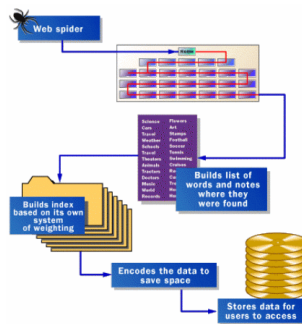 Web spider
Science Flowers
Cars Art
Travel Stamps
Weather Football
Schools Soccer
Travel Tennis
Theaters Swimming
Animals Cruises
Tractors
Doctors
Music
World
Records
Builds list of
words and notes
where they
were found
Builds index
based on its own
system
of weighting
Encodes the data to
save space
Stores data for
users to access